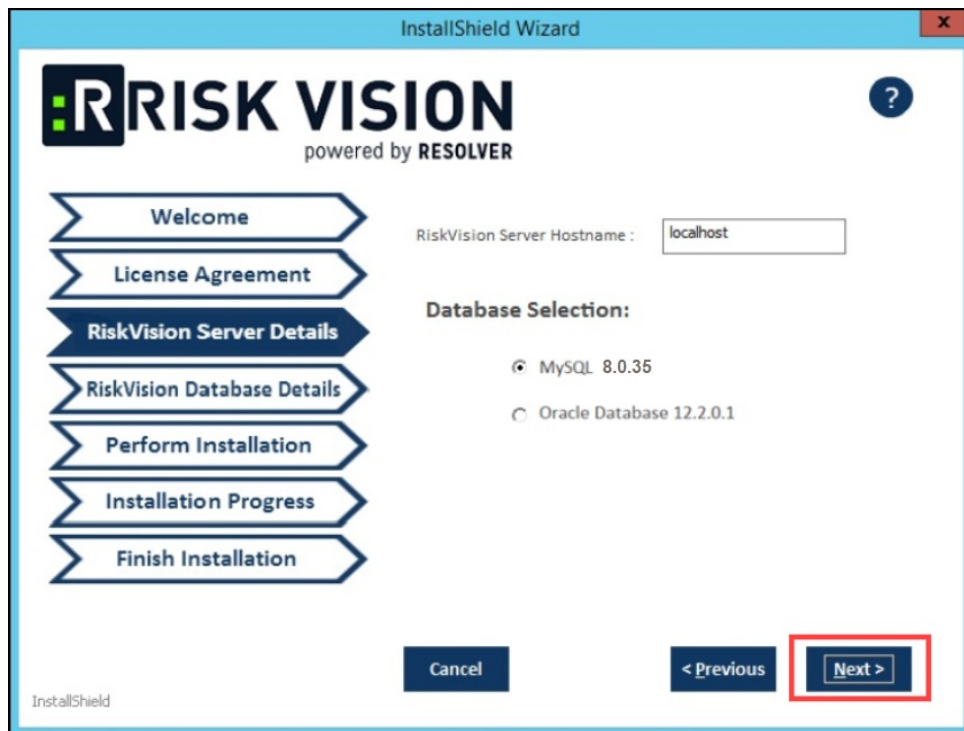 InstallShield Wizard
x
:R RISK VISION
powered by RESOLVER
?
Welcome
License Agreement
RiskVision Server Details
RiskVision Database Details
Perform Installation
Installation Progress
Finish Installation
RiskVision Server Hostname : localhost
Database Selection:
MySQL 8.0.35
Oracle Database 12.2.0.1
Cancel
< Previous
Next >
InstallShield